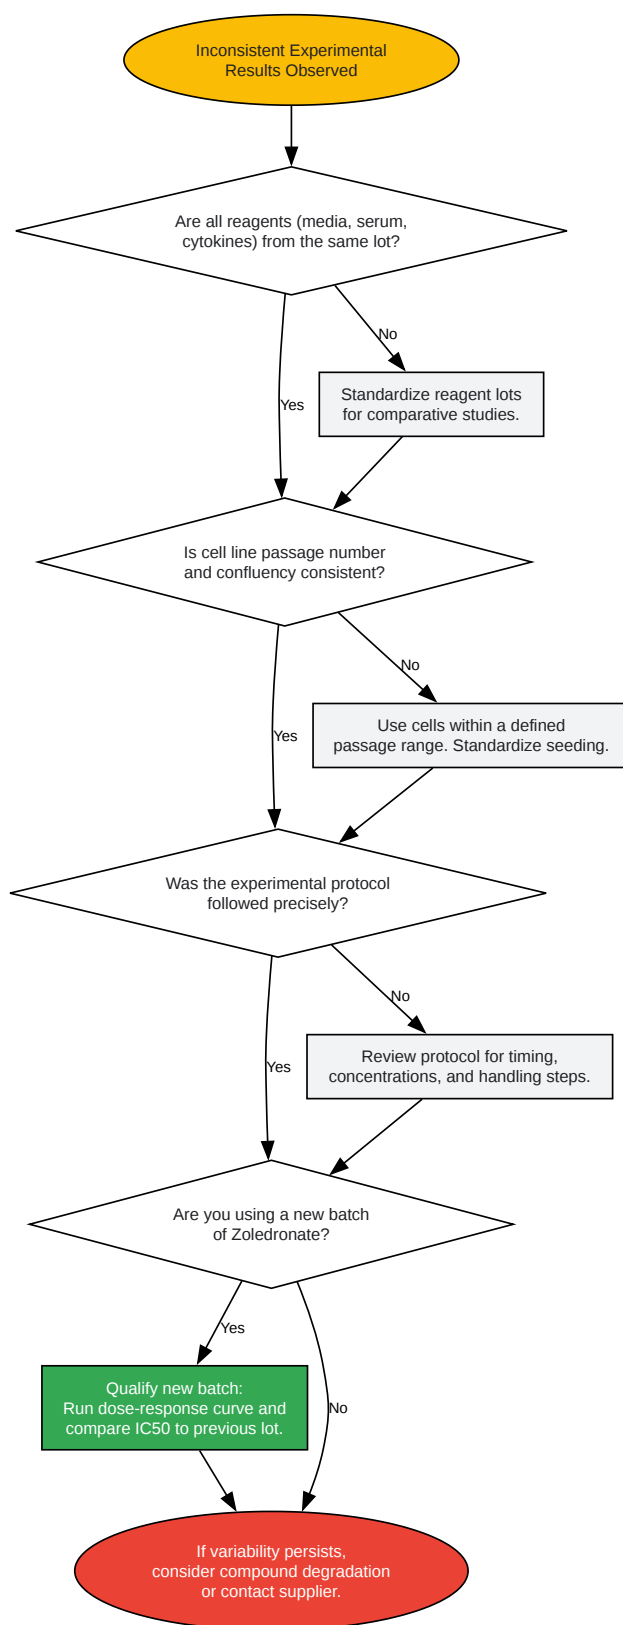 Inconsistent Experimental
Results Observed
Are all reagents (media, serum,
cytokines) from the same lot?
No
Yes
Standardize reagent lots
for comparative studies.
Is cell line passage number
and confluency consistent?
No
Yes
Use cells within a defined
passage range. Standardize seeding.
Was the experimental protocol
followed precisely?
No
Yes
Review protocol for timing,
concentrations, and handling steps.
Are you using a new batch
of Zoledronate?
Yes
No
Qualify new batch:
Run dose-response curve and
compare IC50 to previous lot.
If variability persists,
consider compound degradation
or contact supplier.